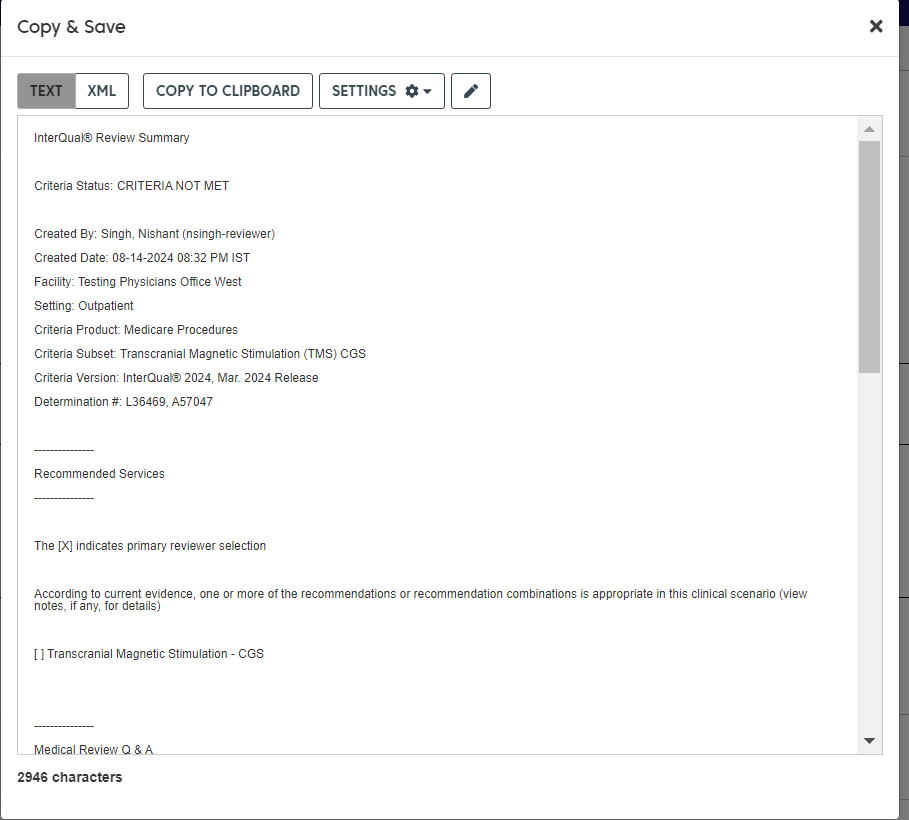 Copy & Save
TEXT
XML
COPY TO CLIPBOARD
SETTINGS
InterQual® Review Summary
Criteria Status: CRITERIA NOT MET
Created By: Singh, Nishant (nsingh-reviewer)
Created Date: 08-14-2024 08:32 PM IST
Facility: Testing Physicians Office West
Setting: Outpatient
Criteria Product: Medicare Procedures
Criteria Subset: Transcranial Magnetic Stimulation (TMS) CGS
Criteria Version: InterQual® 2024, Mar. 2024 Release
Determination #: L36469, A57047
---------------
Recommended Services
---------------
The [X] indicates primary reviewer selection
According to current evidence, one or more of the recommendations or recommendation combinations is appropriate in this clinical scenario (view
notes, if any, for details)
[ ] Transcranial Magnetic Stimulation - CGS
---------------
Medical Review Q & A
2946 characters